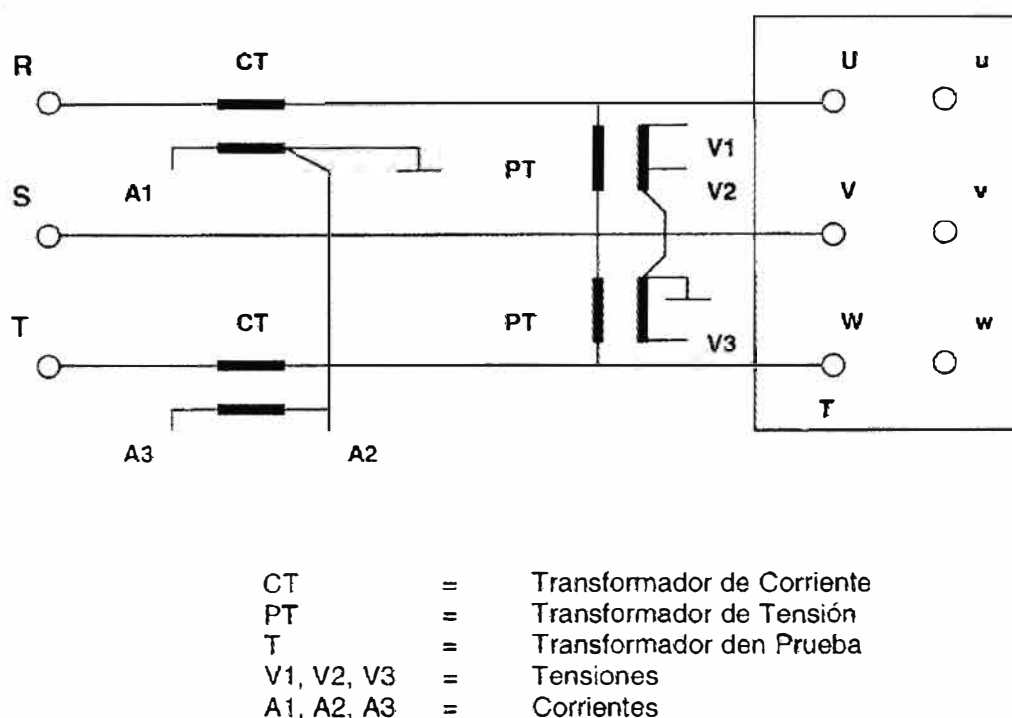 R CT U u
A1 PT V1
S V2 V v
T CT PT V3 W w
T
A3 A2
CT = Transformador de Corriente
PT = Transformador de Tensión
T = Transformador den Prueba
V1, V2, V3 = Tensiones
A1, A2, A3 = Corrientes